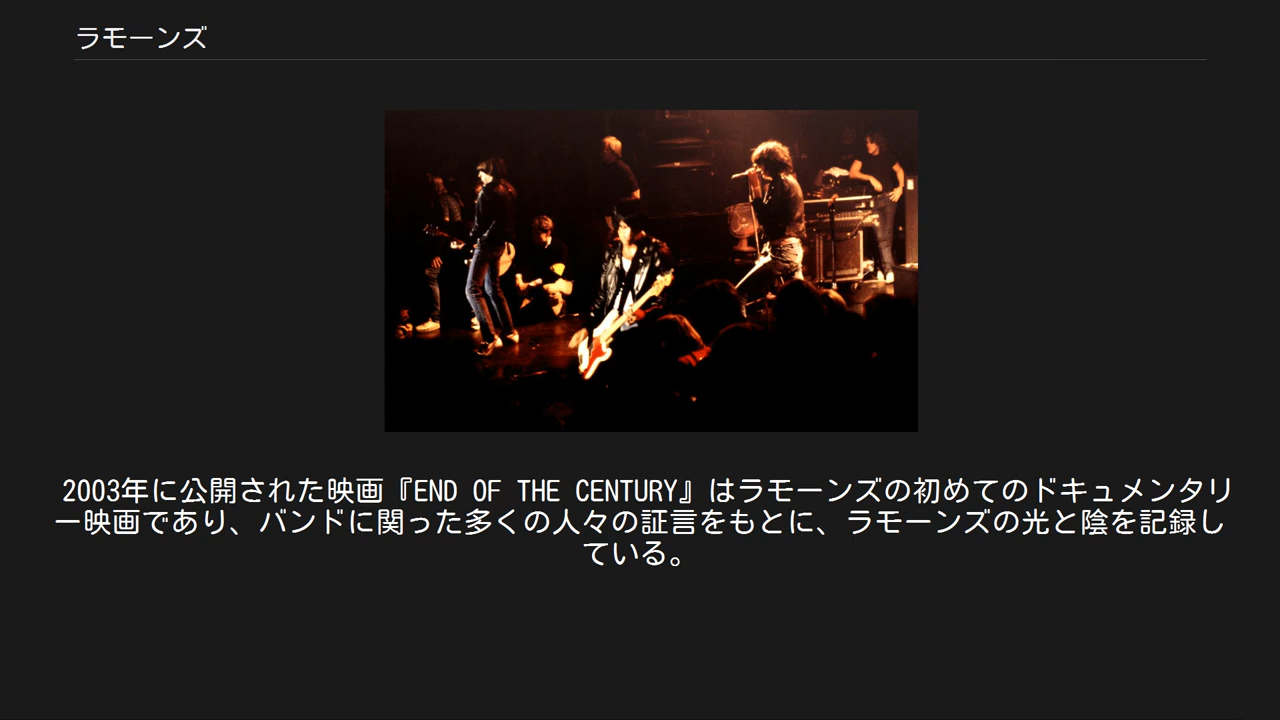 ラモーンズ
2003年に公開された映画『END OF THE CENTURY』はラモーンズの初めてのドキュメンタリ
ー映画であり、バンドに関った多くの人々の証言をもとに、ラモーンズの光と陰を記録し
ている。